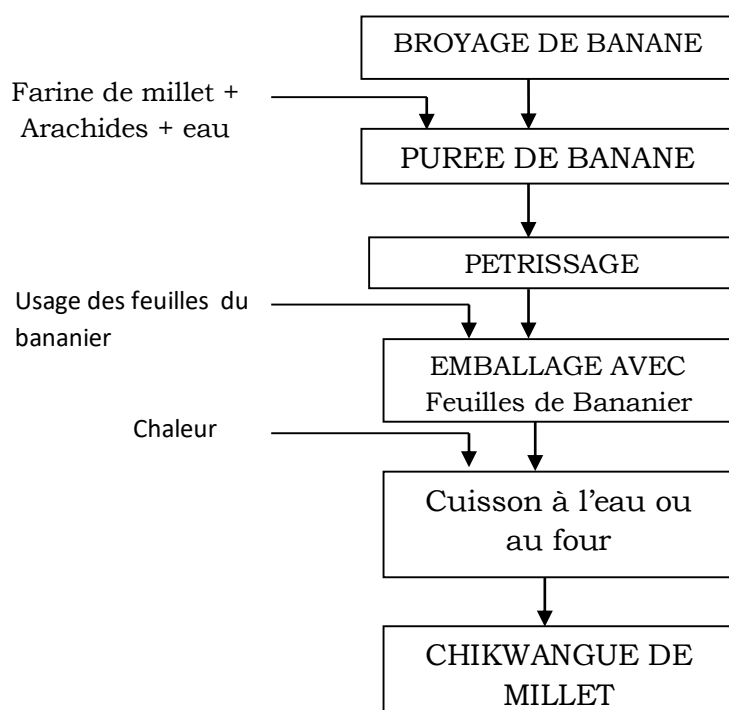 BROYAGE DE BANANE
Farine de millet +
Arachides + eau
PUREE DE BANANE
PETRISSAGE
Usage des feuilles du
bananier
EMBALLAGE AVEC
Feuilles de Bananier
Chaleur
Cuisson à l'eau ou
au four
CHIKWANGUE DE
MILLET